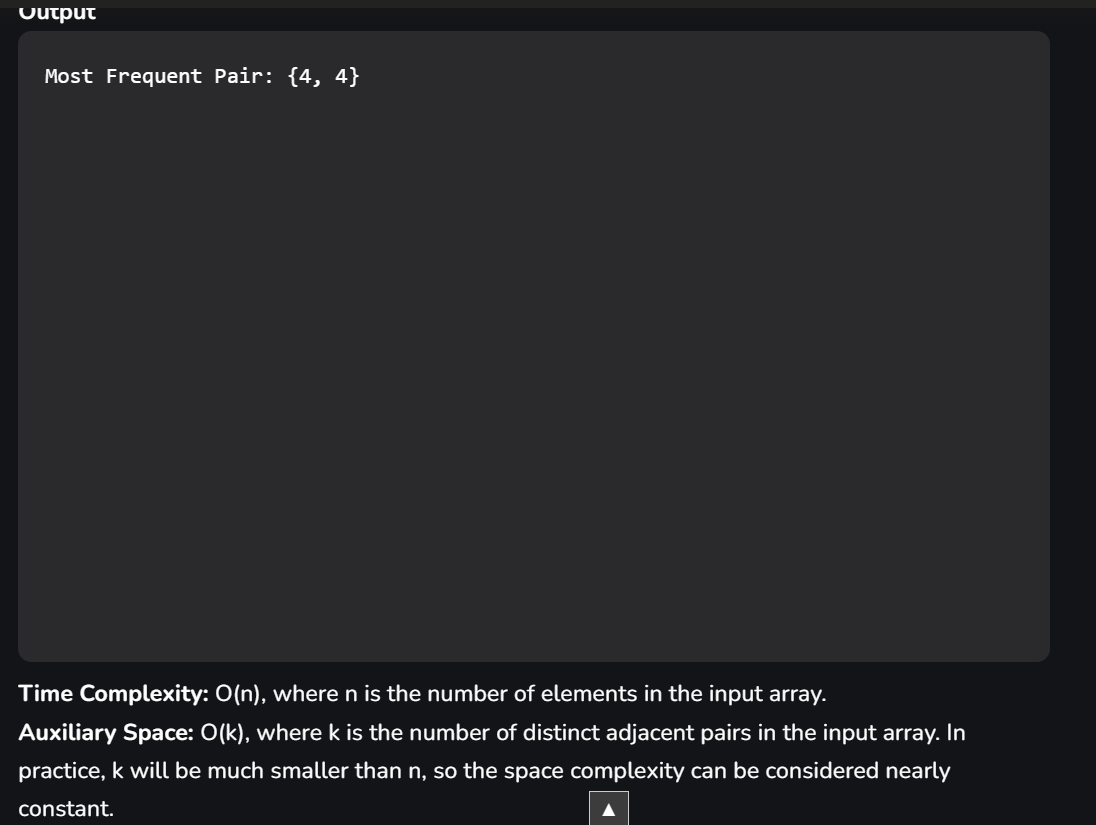 Output
Most Frequent Pair: {4, 4}
Time Complexity: O(n), where n is the number of elements in the input array.
Auxiliary Space: O(k), where k is the number of distinct adjacent pairs in the input array. In
practice, k will be much smaller than n, so the space complexity can be considered nearly
constant.